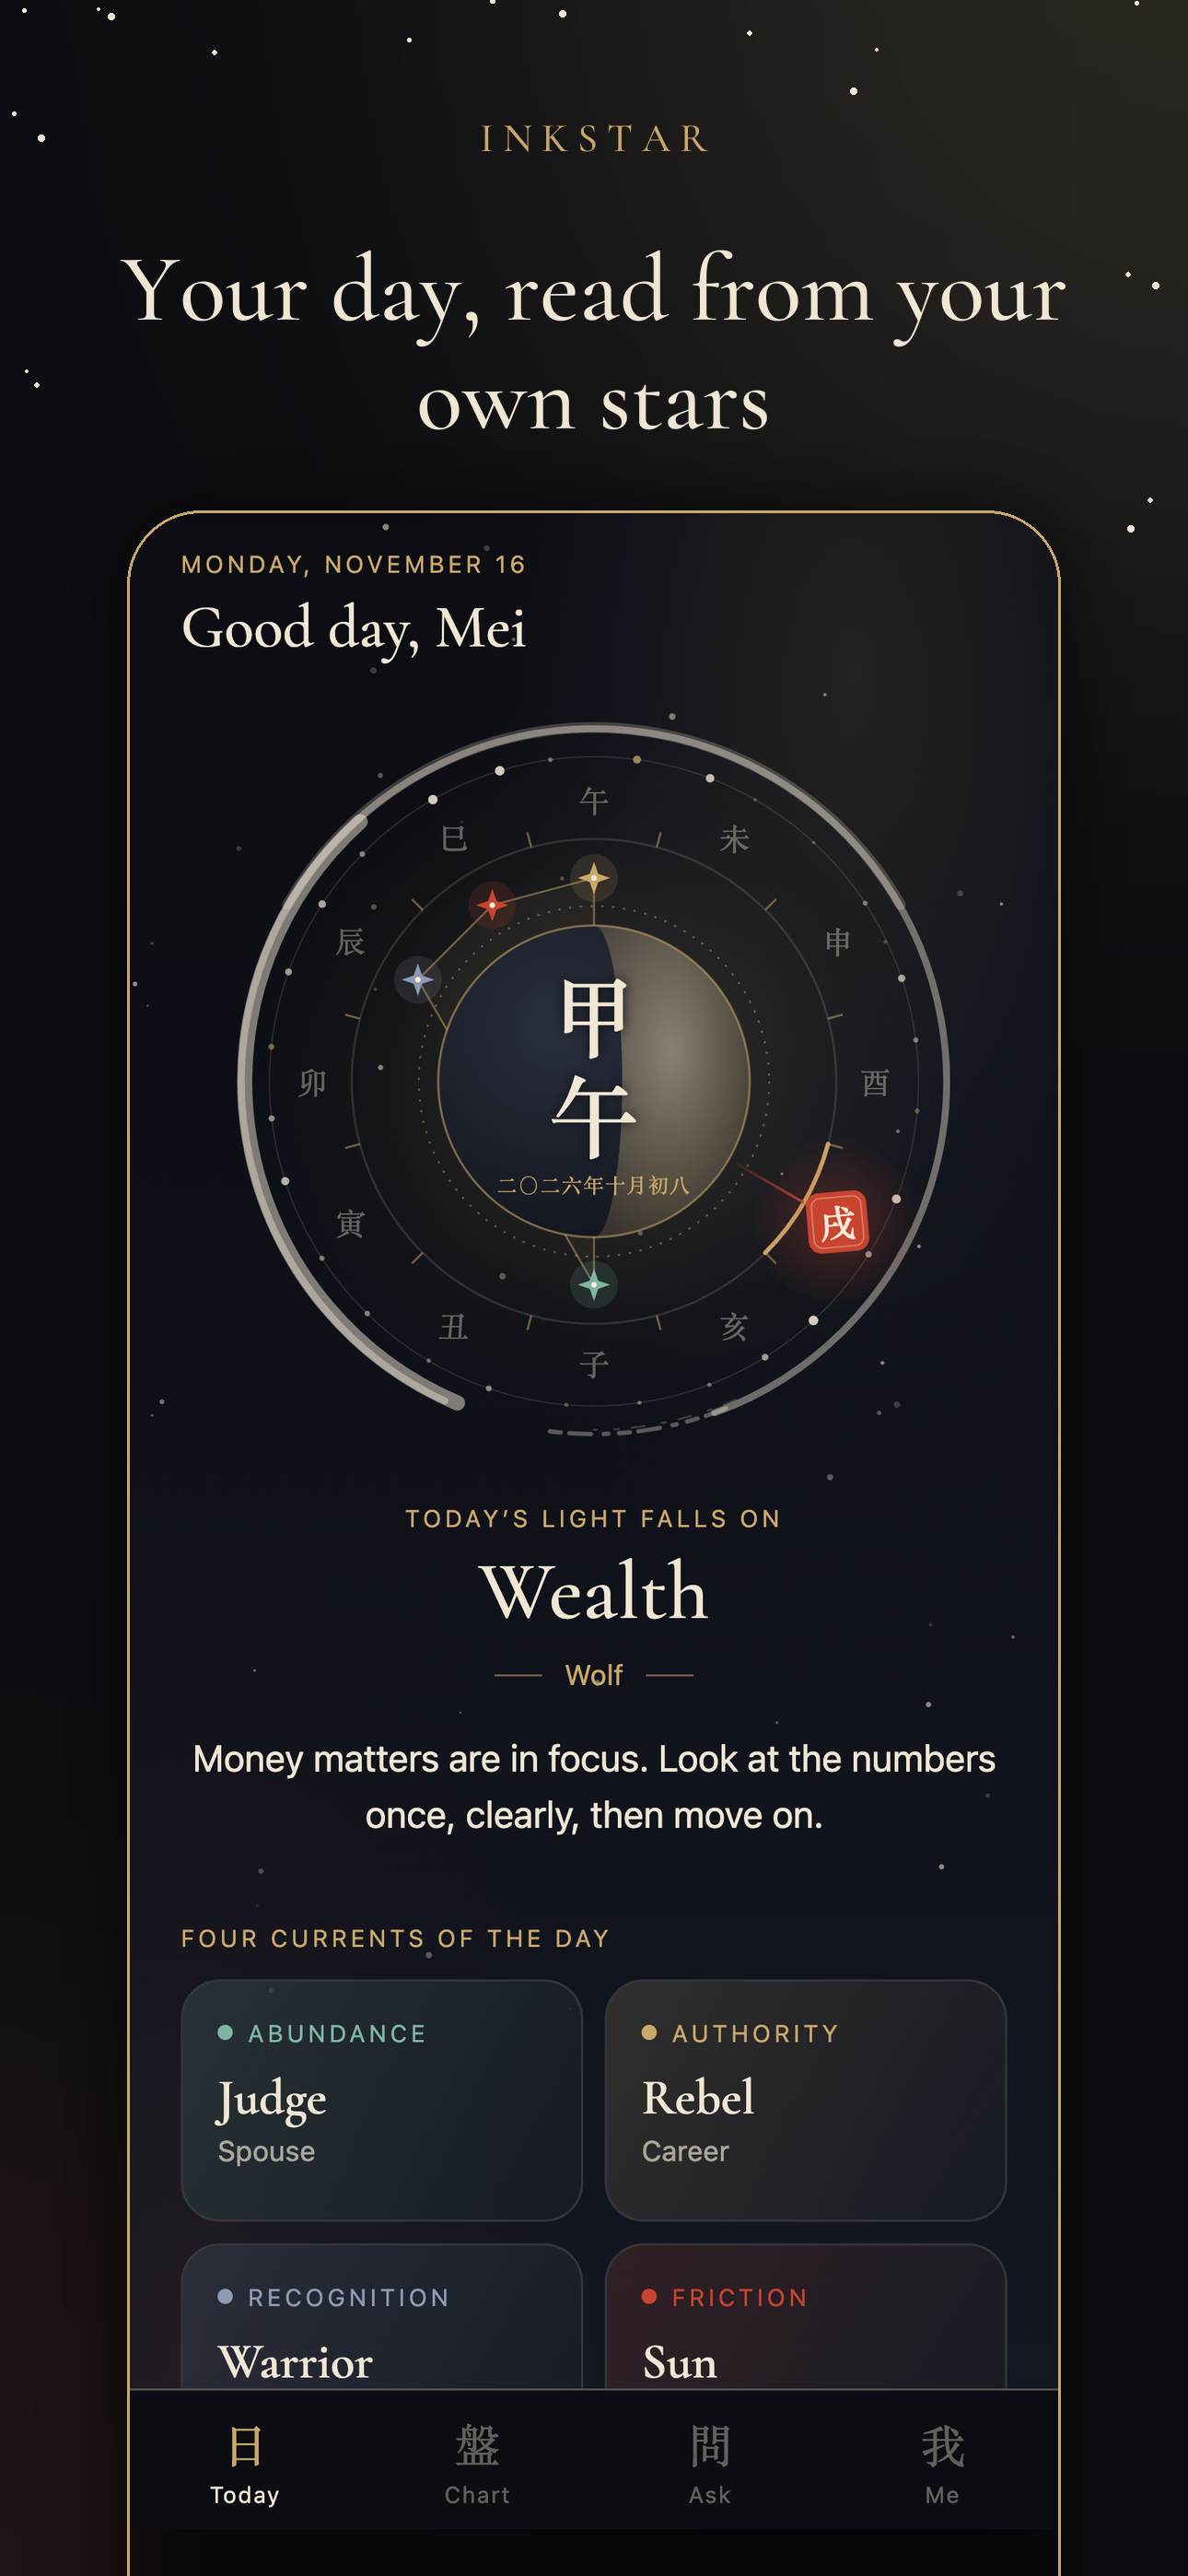 INKSTAR
Your day, read from your
own stars
MONDAY, NOVEMBER 16
Good day, Mei
午
巳
未
辰
申
甲
午
卯
酉
二〇二六年十月初八
寅
戌
丑
亥
子
TODAY'S LIGHT FALLS ON
Wealth
Wolf
Money matters are in focus. Look at the numbers
once, clearly, then move on.
FOUR CURRENTS OF THE DAY
ABUNDANCE
Judge
Spouse
AUTHORITY
Rebel
Career
RECOGNITION
Warrior
FRICTION
Sun
日
Today
盤
Chart
問
Ask
我
Me